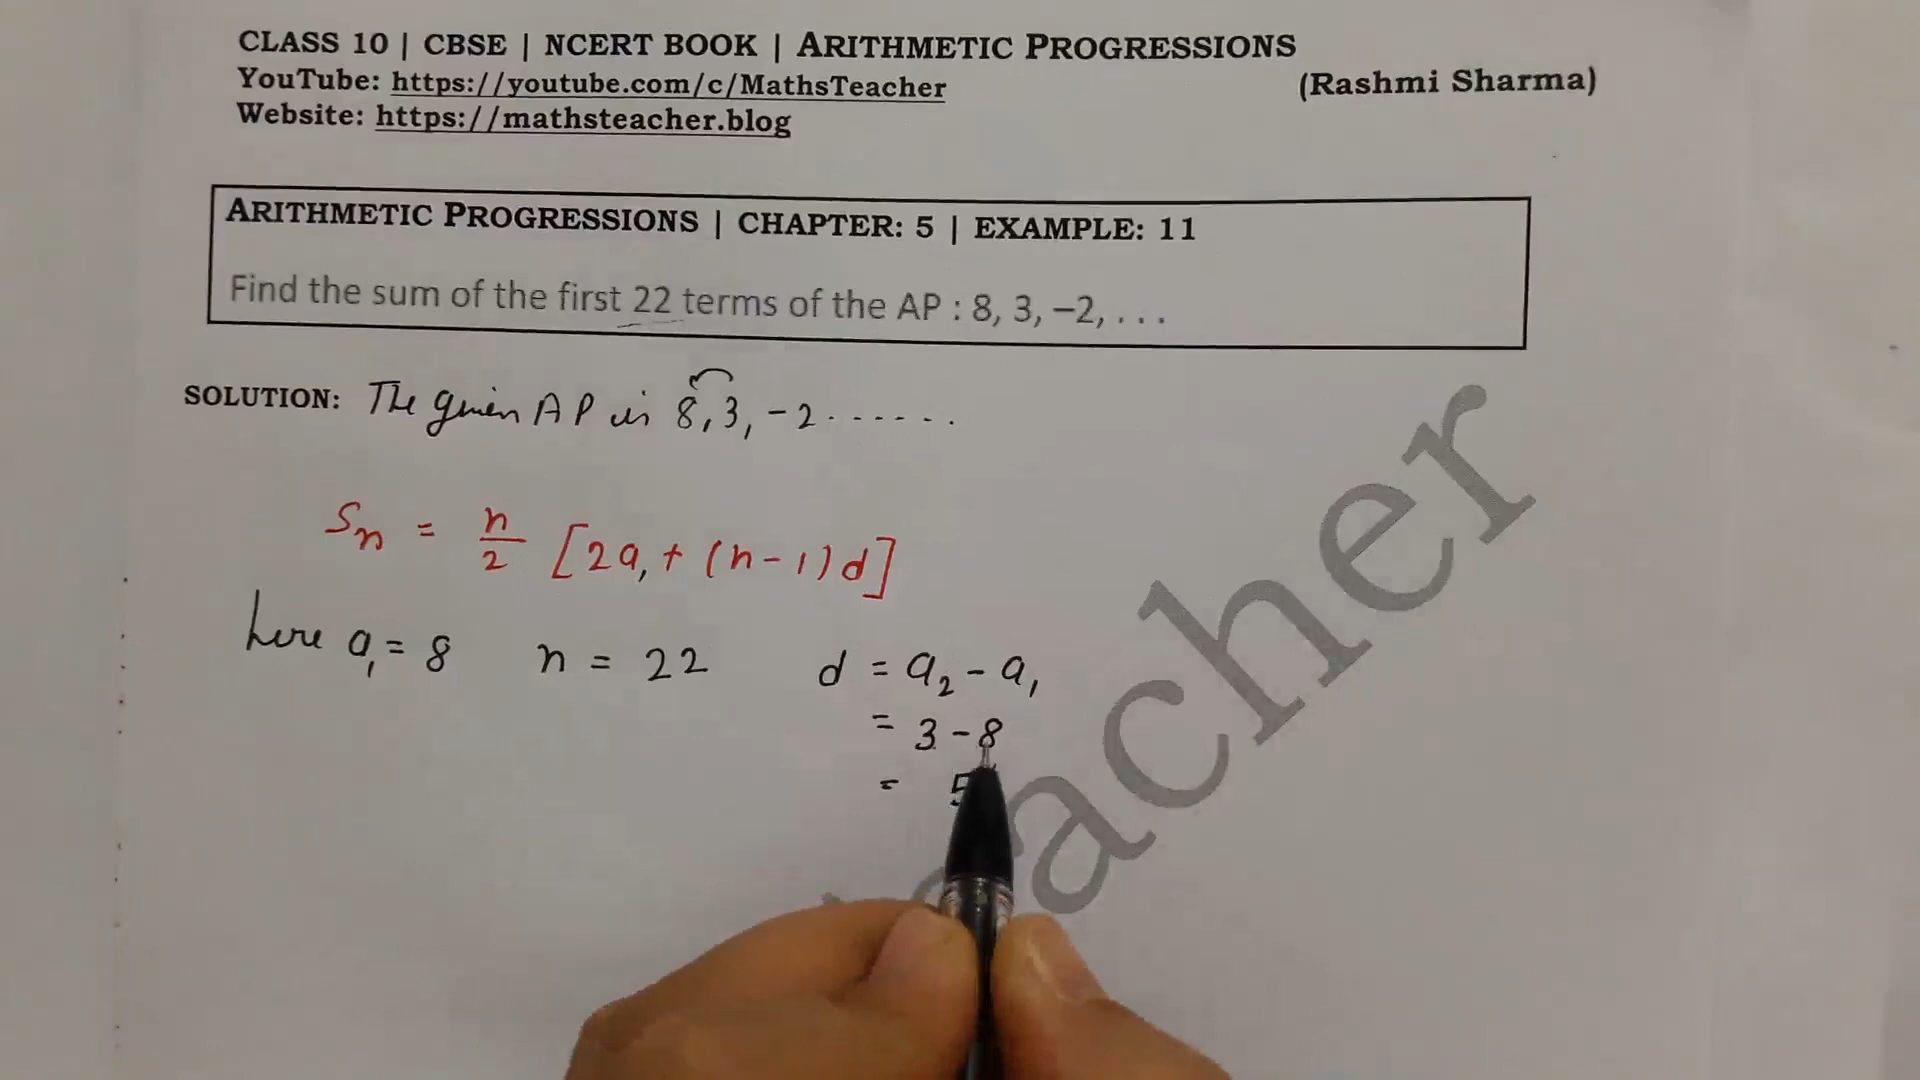 CLASS 10 | CBSE | NCERT BOOK | ARITHMETIC PROGRESSIONS
YouTube: https://youtube.com/c/MathsTeacher (Rashmi Sharma)
Website: https://mathsteacher.blog
ARITHMETIC PROGRESSIONS | CHAPTER: 5 | EXAMPLE: 11
Find the sum of the first 22 terms of the AP : 8, 3, –2, . . .
SOLUTION: The given AP is 8, 3, -2 . . . . . .
Sₙ = n/2 [2a₁ + (n-1)d]
here a₁ = 8 n = 22 d = a₂ - a₁
= 3 - 8
= 5
acher